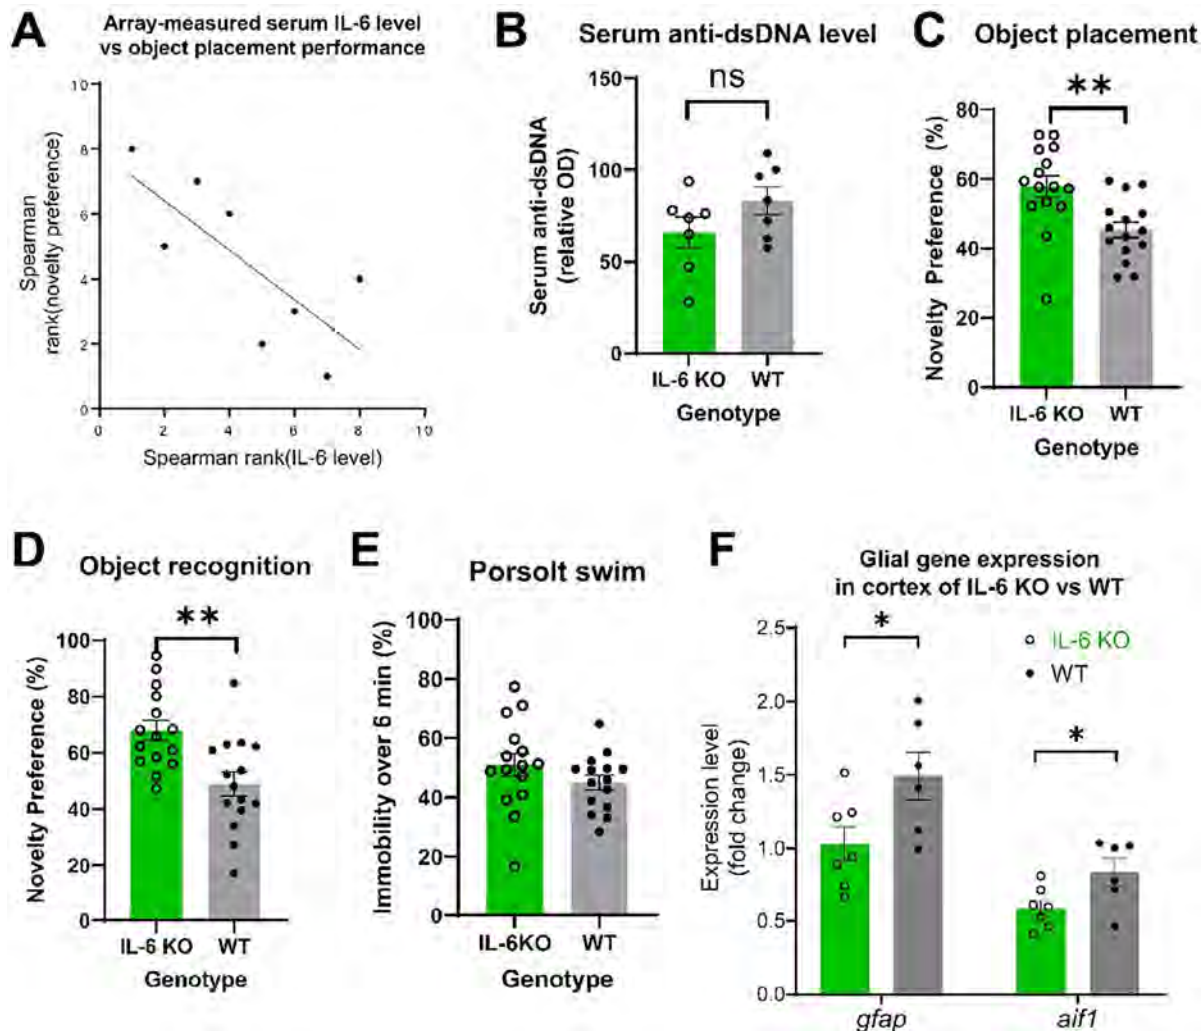 A
Array-measured serum IL-6 level
vs object placement performance
Spearman
rank(novelty preference)
10
8
6
4
2
0
0 2 4 6 8 10
Spearman rank(IL-6 level)
B
Serum anti-dsDNA level
ns
Serum anti-dsDNA
(relative OD)
150
100
50
0
IL-6 KO WT
Genotype
C
Object placement
**
Novelty Preference (%)
80
60
40
20
0
IL-6 KO WT
Genotype
D
Object recognition
**
Novelty Preference (%)
100
80
60
40
20
0
IL-6 KO WT
Genotype
E
Porsolt swim
Immobility over 6 min (%)
100
80
60
40
20
0
IL-6KO WT
Genotype
F
Glial gene expression
in cortex of IL-6 KO vs WT
*
*
IL-6 KO
WT
Expression level
(fold change)
2.5
2.0
1.5
1.0
0.5
0.0
gfap aif1